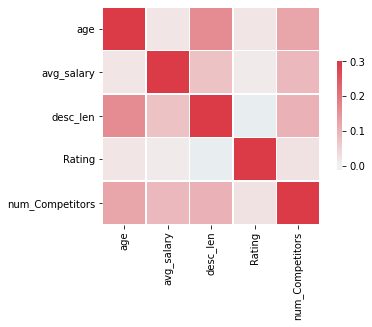 age
avg_salary
desc_len
Rating
num_Competitors
0.3
0.2
0.1
0.0
age
avg_salary
desc_len
Rating
num_Competitors